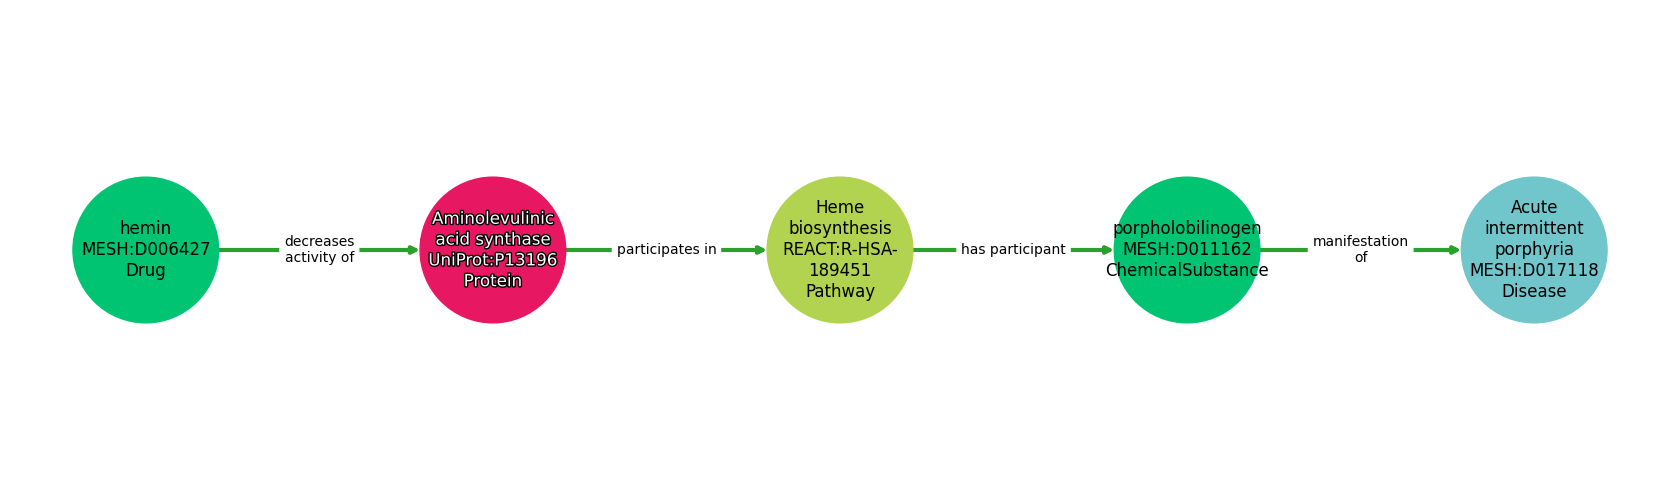 hemin
MESH:D006427
Drug
decreases
activity of
Aminolevulinic
acid synthase
UniProt:P13196
Protein
participates in
Heme
biosynthesis
REACT:R-HSA-
189451
Pathway
has participant
porpholobilinogen
MESH:D011162
ChemicalSubstance
manifestation
of
Acute
intermittent
porphyria
MESH:D017118
Disease